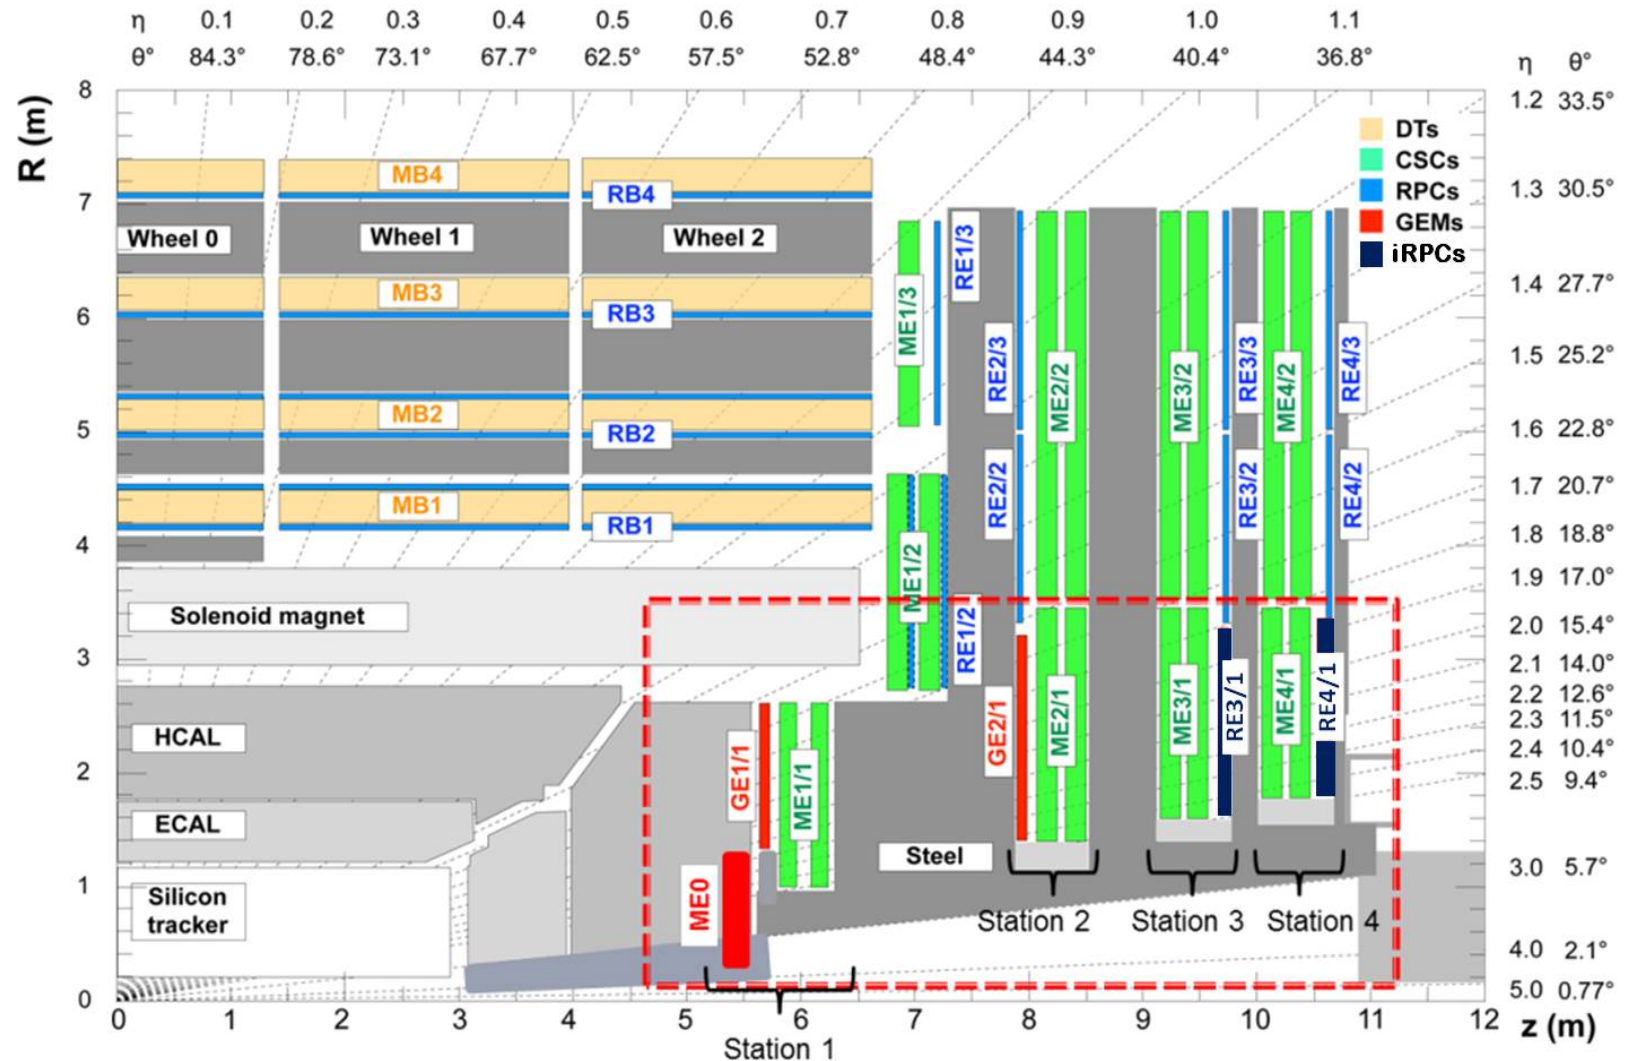 η 0.1 0.2 0.3 0.4 0.5 0.6 0.7 0.8 0.9 1.0 1.1
θ° 84.3° 78.6° 73.1° 67.7° 62.5° 57.5° 52.8° 48.4° 44.3° 40.4° 36.8° η θ°
R (m)
8
7
6
5
4
3
2
1
0
1.2 33.5°
1.3 30.5°
1.4 27.7°
1.5 25.2°
1.6 22.8°
1.7 20.7°
1.8 18.8°
1.9 17.0°
2.0 15.4°
2.1 14.0°
2.2 12.6°
2.3 11.5°
2.4 10.4°
2.5 9.4°
3.0 5.7°
4.0 2.1°
5.0 0.77°
DTs
CSCs
RPCs
GEMs
iRPCs
MB4
RB4
Wheel 0
Wheel 1
Wheel 2
MB3
RB3
MB2
RB2
MB1
RB1
Solenoid magnet
HCAL
ECAL
Silicon
tracker
ME1/3
RE1/3
RE2/3
ME2/2
ME3/2
RE3/3
ME4/2
RE4/3
ME1/2
RE2/2
RE3/2
RE4/2
RE1/2
GE1/1
ME1/1
GE2/1
ME2/1
ME3/1
RE3/1
ME4/1
RE4/1
ME0
Steel
Station 2
Station 3
Station 4
0 1 2 3 4 5 6 7 8 9 10 11 12 z (m)
Station 1